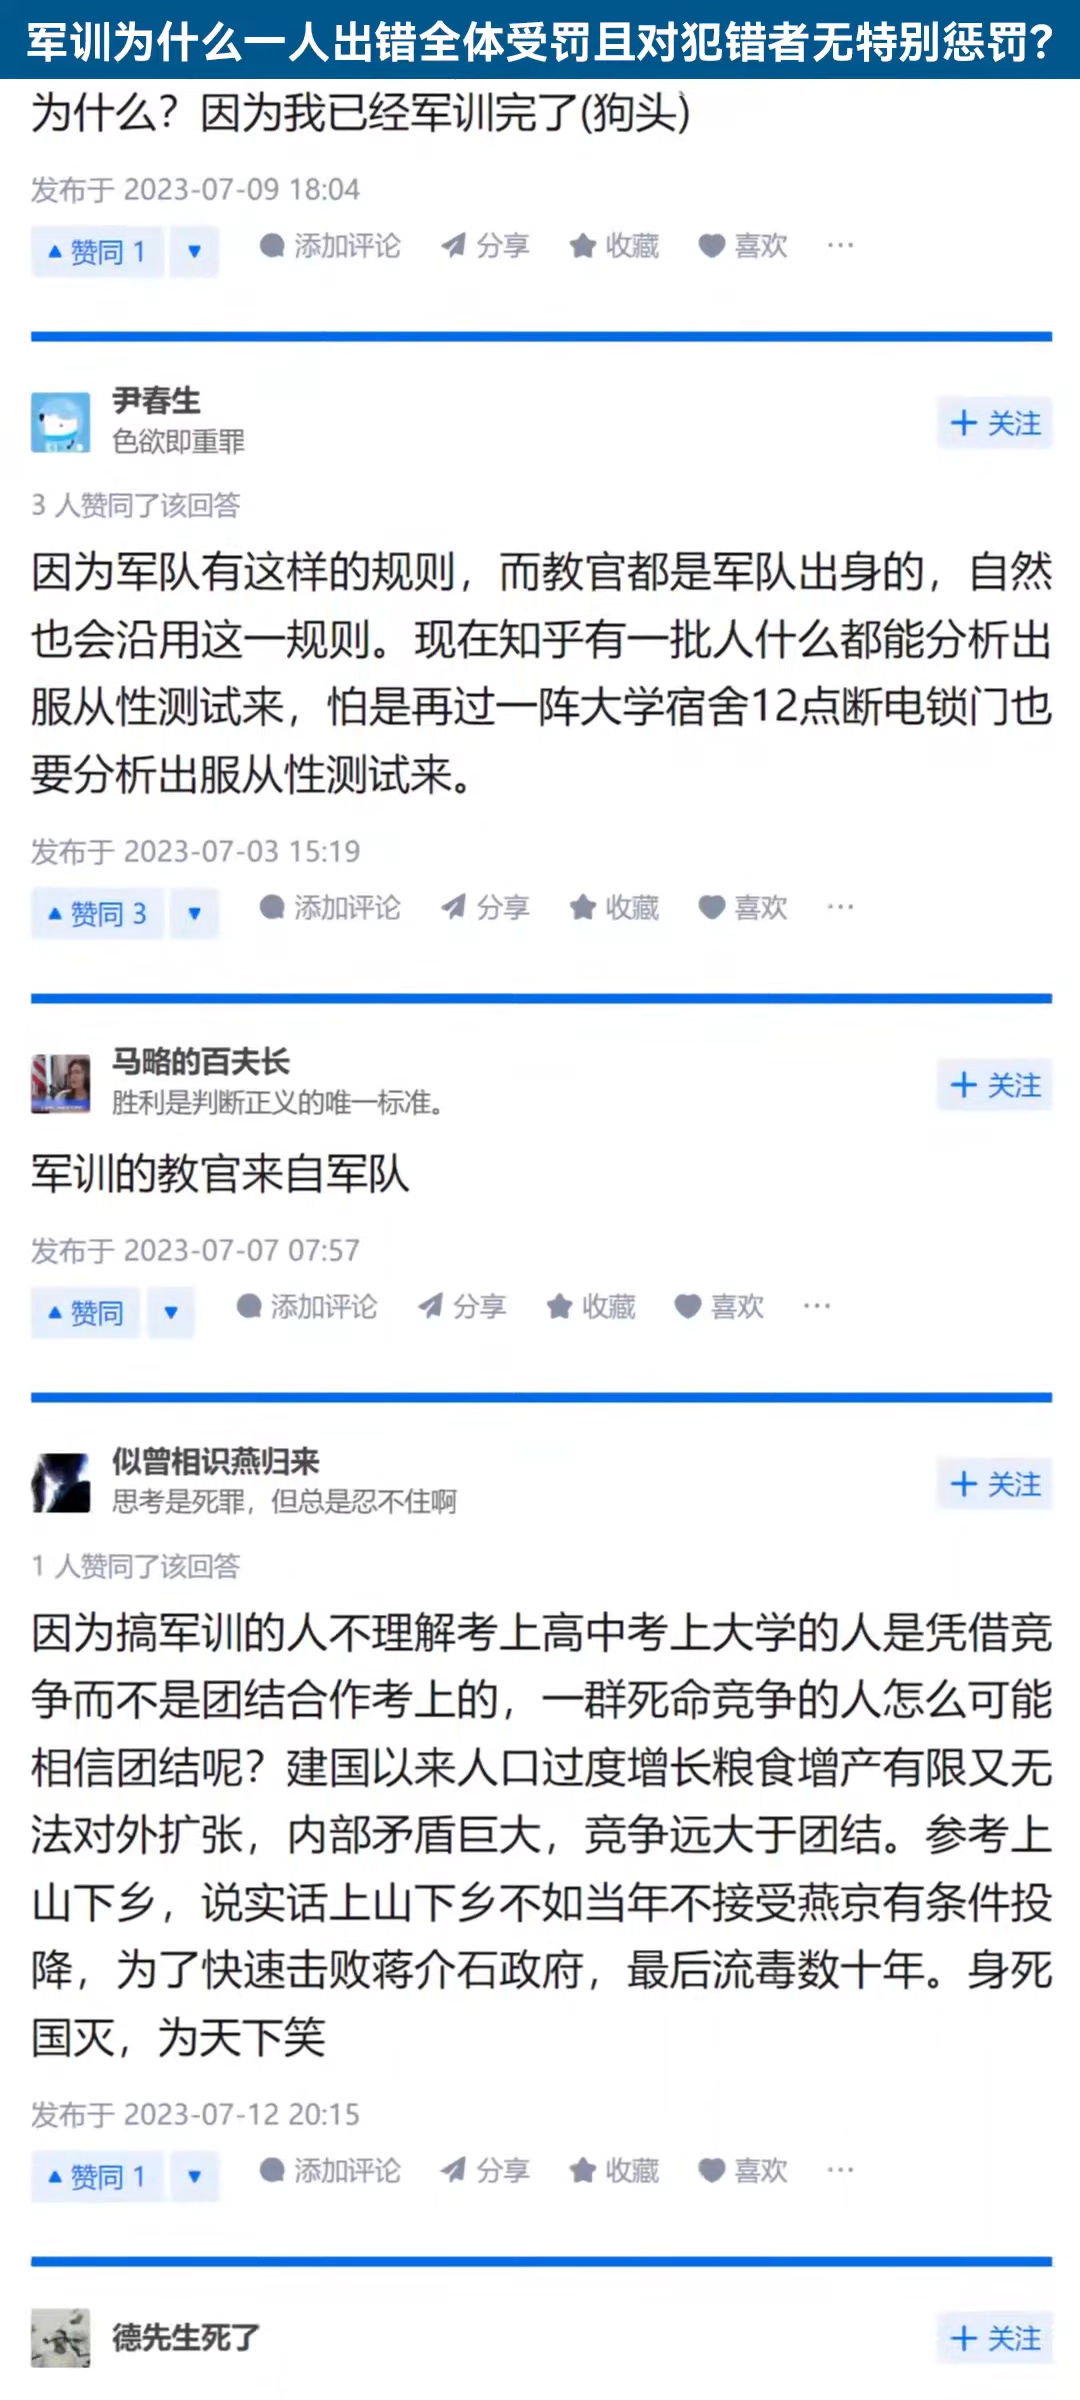 军训为什么一人出错全体受罚且对犯错者无特别惩罚？
为什么？因为我已经军训完了(狗头)
发布于 2023-07-09 18:04
赞同 1 添加评论 分享 收藏 喜欢 ···
尹春生
色欲即重罪
关注
3 人赞同了该回答
因为军队有这样的规则，而教官都是军队出身的，自然
也会沿用这一规则。现在知乎有一批人什么都能分析出
服从性测试来，怕是再过一阵大学宿舍12点断电锁门也
要分析出服从性测试来。
发布于 2023-07-03 15:19
赞同 3 添加评论 分享 收藏 喜欢 ···
马略的百夫长
胜利是判断正义的唯一标准。
关注
军训的教官来自军队
发布于 2023-07-07 07:57
赞同 添加评论 分享 收藏 喜欢 ···
似曾相识燕归来
思考是死罪，但总是忍不住啊
关注
1 人赞同了该回答
因为搞军训的人不理解考上高中考上大学的人是凭借竞
争而不是团结合作考上的，一群死命竞争的人怎么可能
相信团结呢？建国以来人口过度增长粮食增产有限又无
法对外扩张，内部矛盾巨大，竞争远大于团结。参考上
山下乡，说实话上山下乡不如当年不接受燕京有条件投
降，为了快速击败蒋介石政府，最后流毒数十年。身死
国灭，为天下笑
发布于 2023-07-12 20:15
赞同 1 添加评论 分享 收藏 喜欢 ···
德先生死了
关注